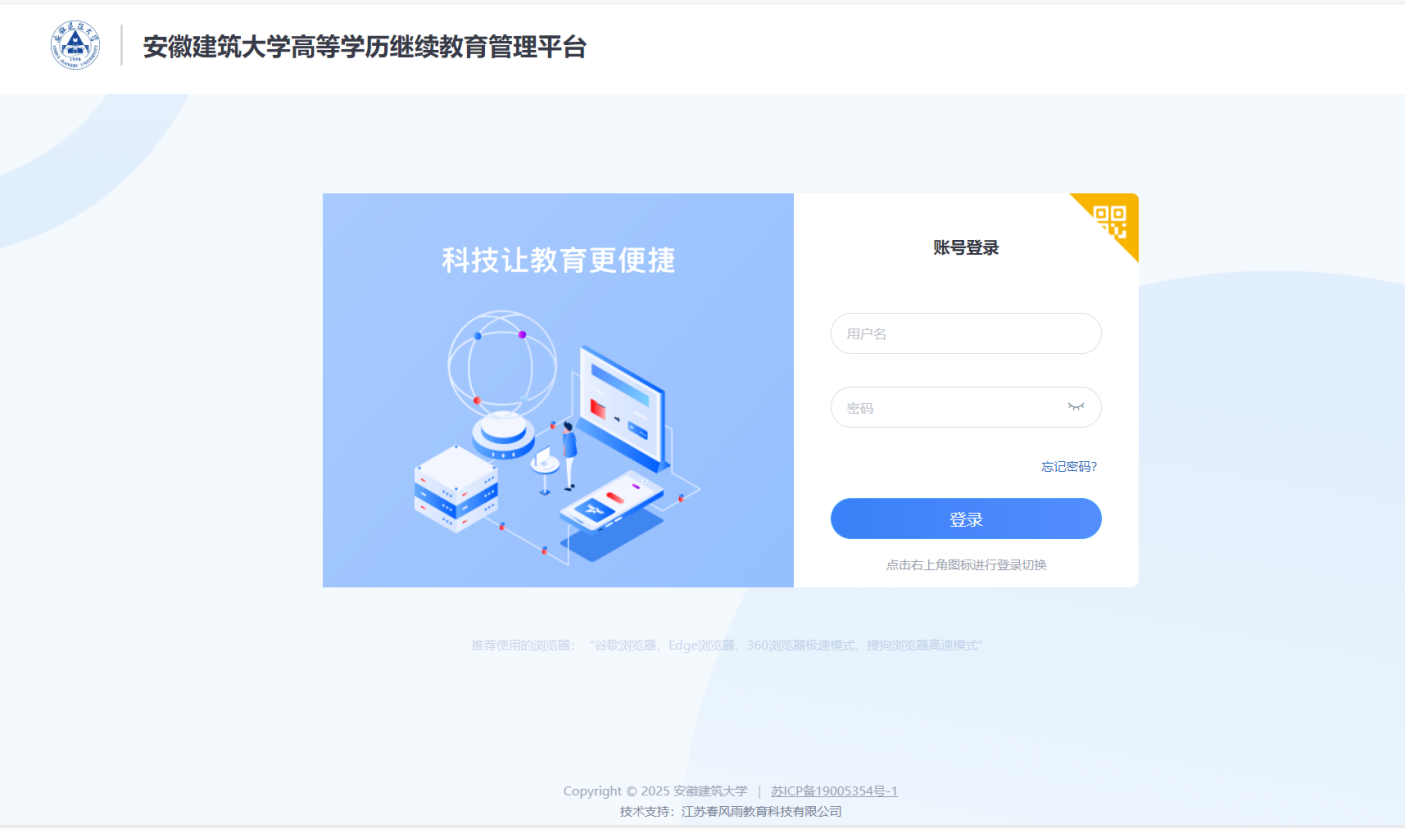 安徽建筑大学高等学历继续教育管理平台
科技让教育更便捷
账号登录
用户名
密码
忘记密码?
登录
点击右上角图标进行登录切换
推荐使用的浏览器： “谷歌浏览器、Edge浏览器、360浏览器极速模式、搜狗浏览器高速模式”
Copyright © 2025 安徽建筑大学 | 苏ICP备19005354号-1
技术支持：江苏春风雨教育科技有限公司